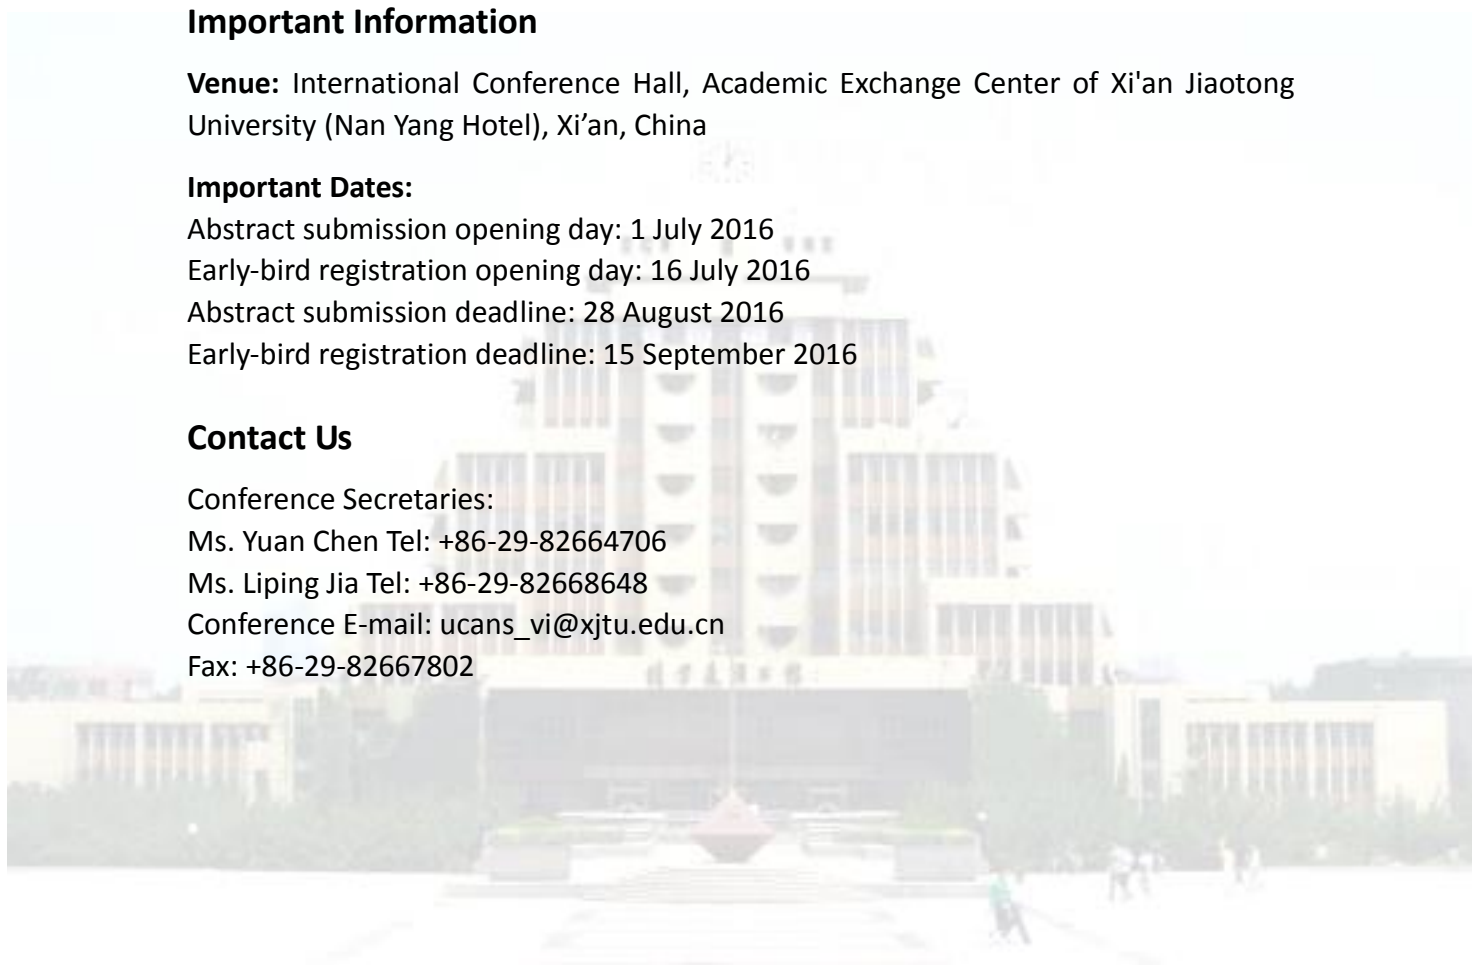 Important Information
Venue: International Conference Hall, Academic Exchange Center of Xi'an Jiaotong
University (Nan Yang Hotel), Xi’an, China
Important Dates:
Abstract submission opening day: 1 July 2016
Early-bird registration opening day: 16 July 2016
Abstract submission deadline: 28 August 2016
Early-bird registration deadline: 15 September 2016
Contact Us
Conference Secretaries:
Ms. Yuan Chen Tel: +86-29-82664706
Ms. Liping Jia Tel: +86-29-82668648
Conference E-mail: ucans_vi@xjtu.edu.cn
Fax: +86-29-82667802